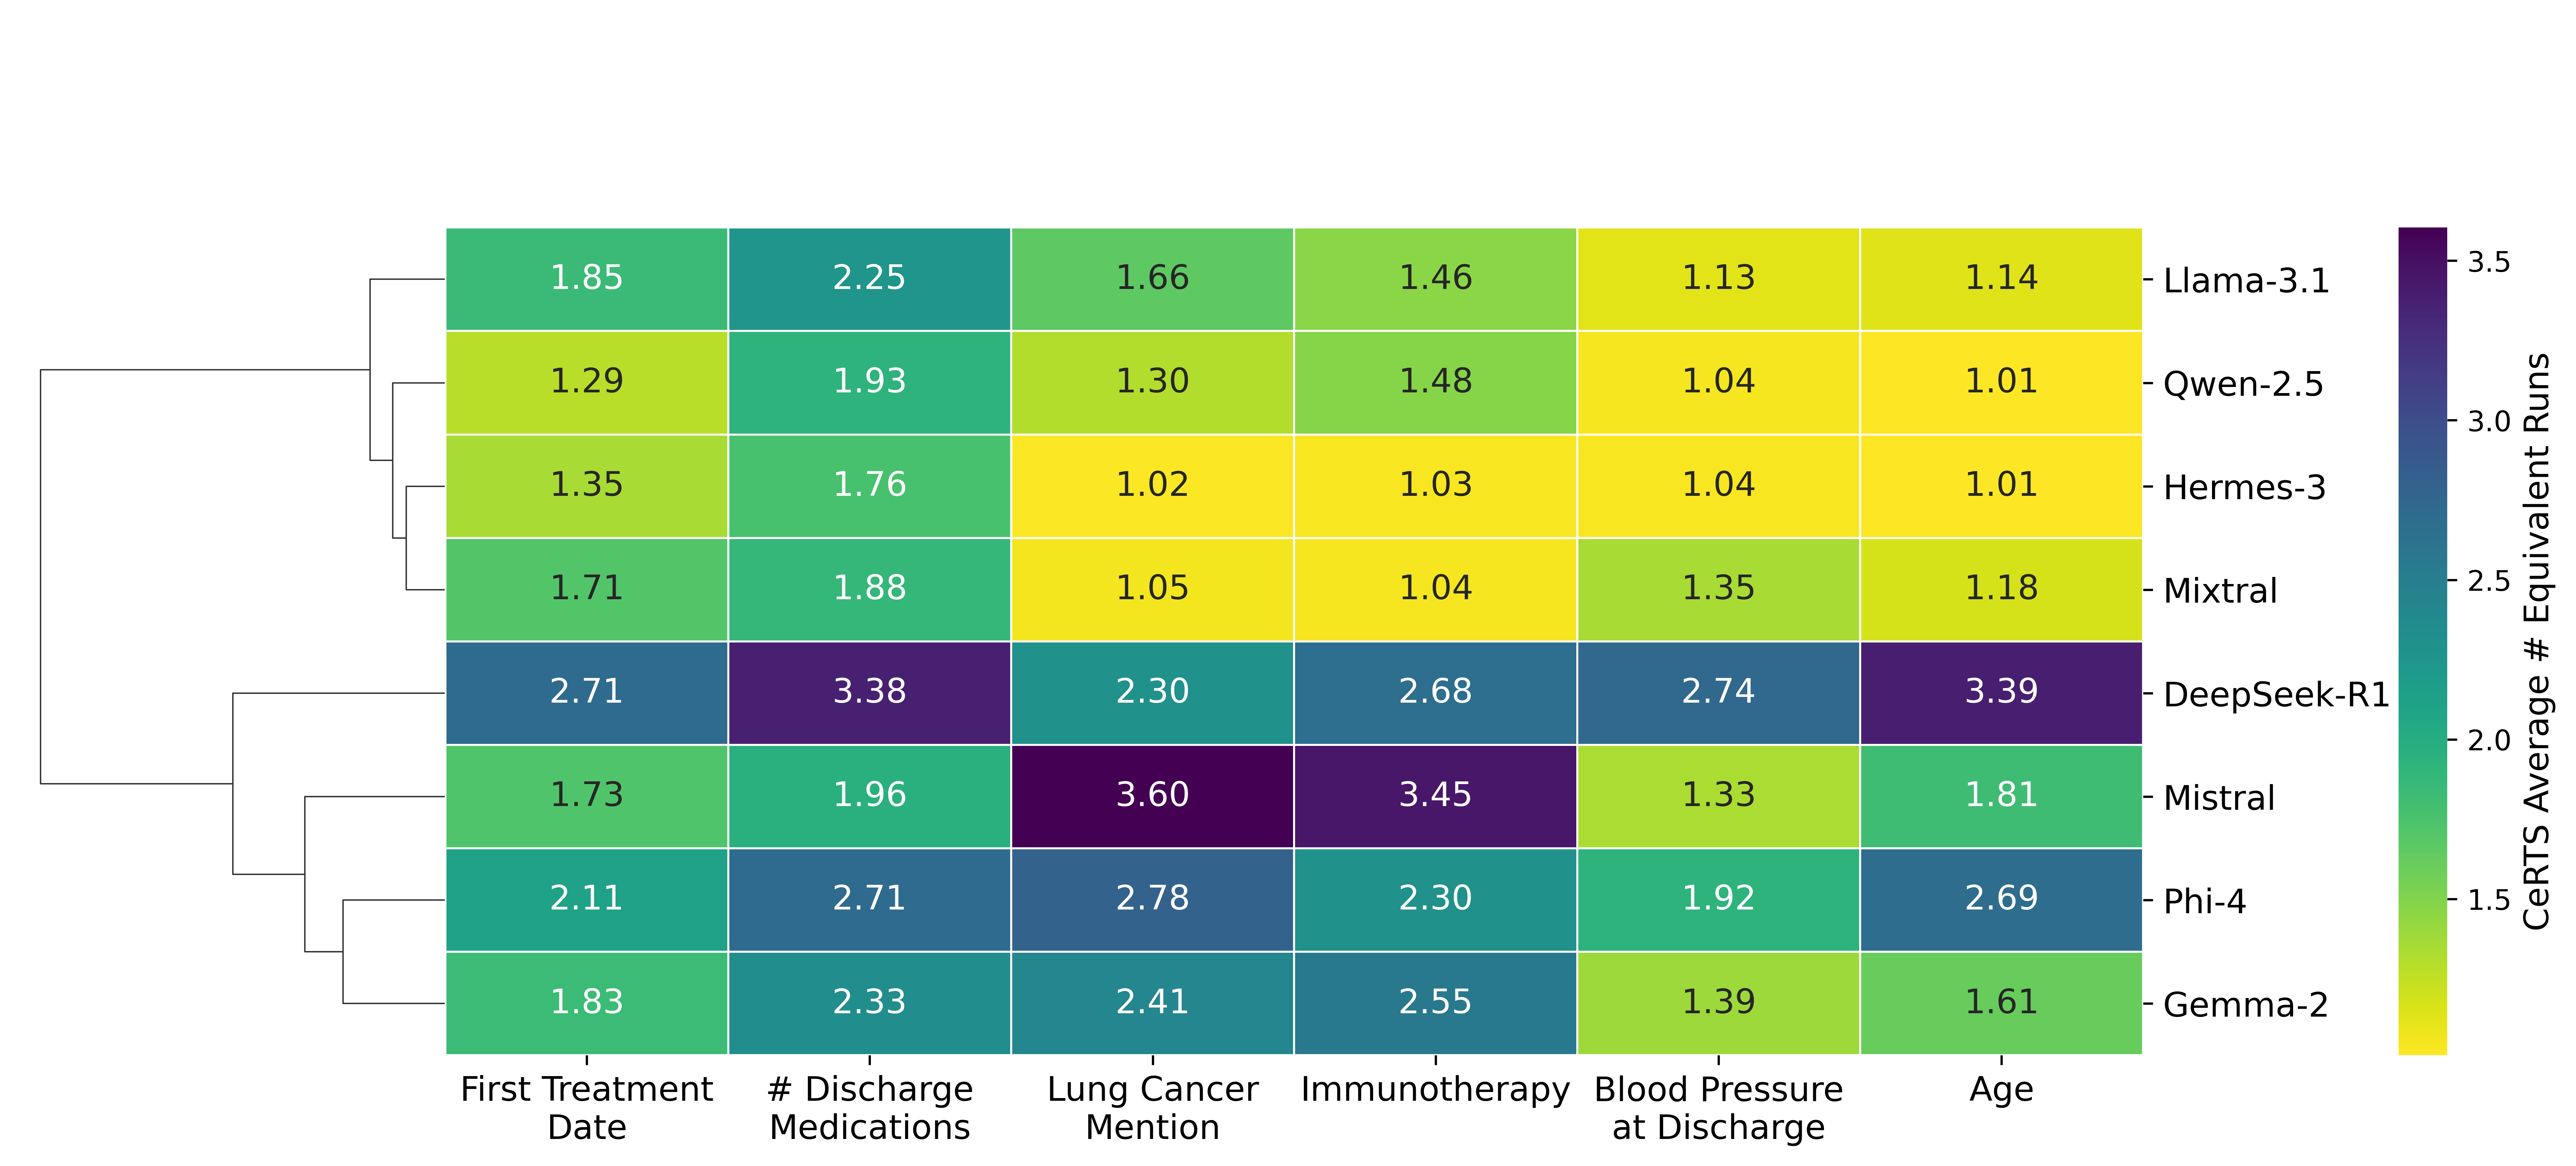 1.85 2.25 1.66 1.46 1.13 1.14 Llama-3.1
1.29 1.93 1.30 1.48 1.04 1.01 Qwen-2.5
1.35 1.76 1.02 1.03 1.04 1.01 Hermes-3
1.71 1.88 1.05 1.04 1.35 1.18 Mixtral
2.71 3.38 2.30 2.68 2.74 3.39 DeepSeek-R1
1.73 1.96 3.60 3.45 1.33 1.81 Mistral
2.11 2.71 2.78 2.30 1.92 2.69 Phi-4
1.83 2.33 2.41 2.55 1.39 1.61 Gemma-2
First Treatment
Date
# Discharge
Medications
Lung Cancer
Mention
Immunotherapy
Blood Pressure
at Discharge
Age
3.5
3.0
2.5
2.0
1.5
CeRTS Average # Equivalent Runs